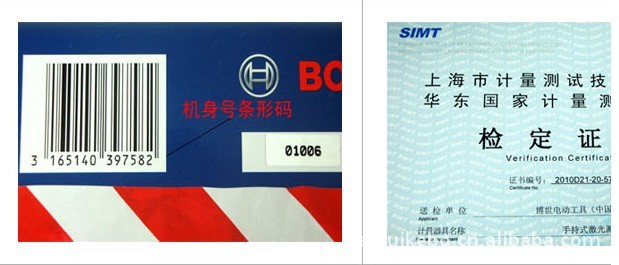 BO
机身号条形码
01006
3 165140 397582
SIMT
上海市计量测试技
华东国家计量测
检定证
Verification Certificat
证书编号: 2010D21-20-57
Certificate No.
送检单位 博世电动工具(中国
Applicant
计量器具名称 手持式激光测